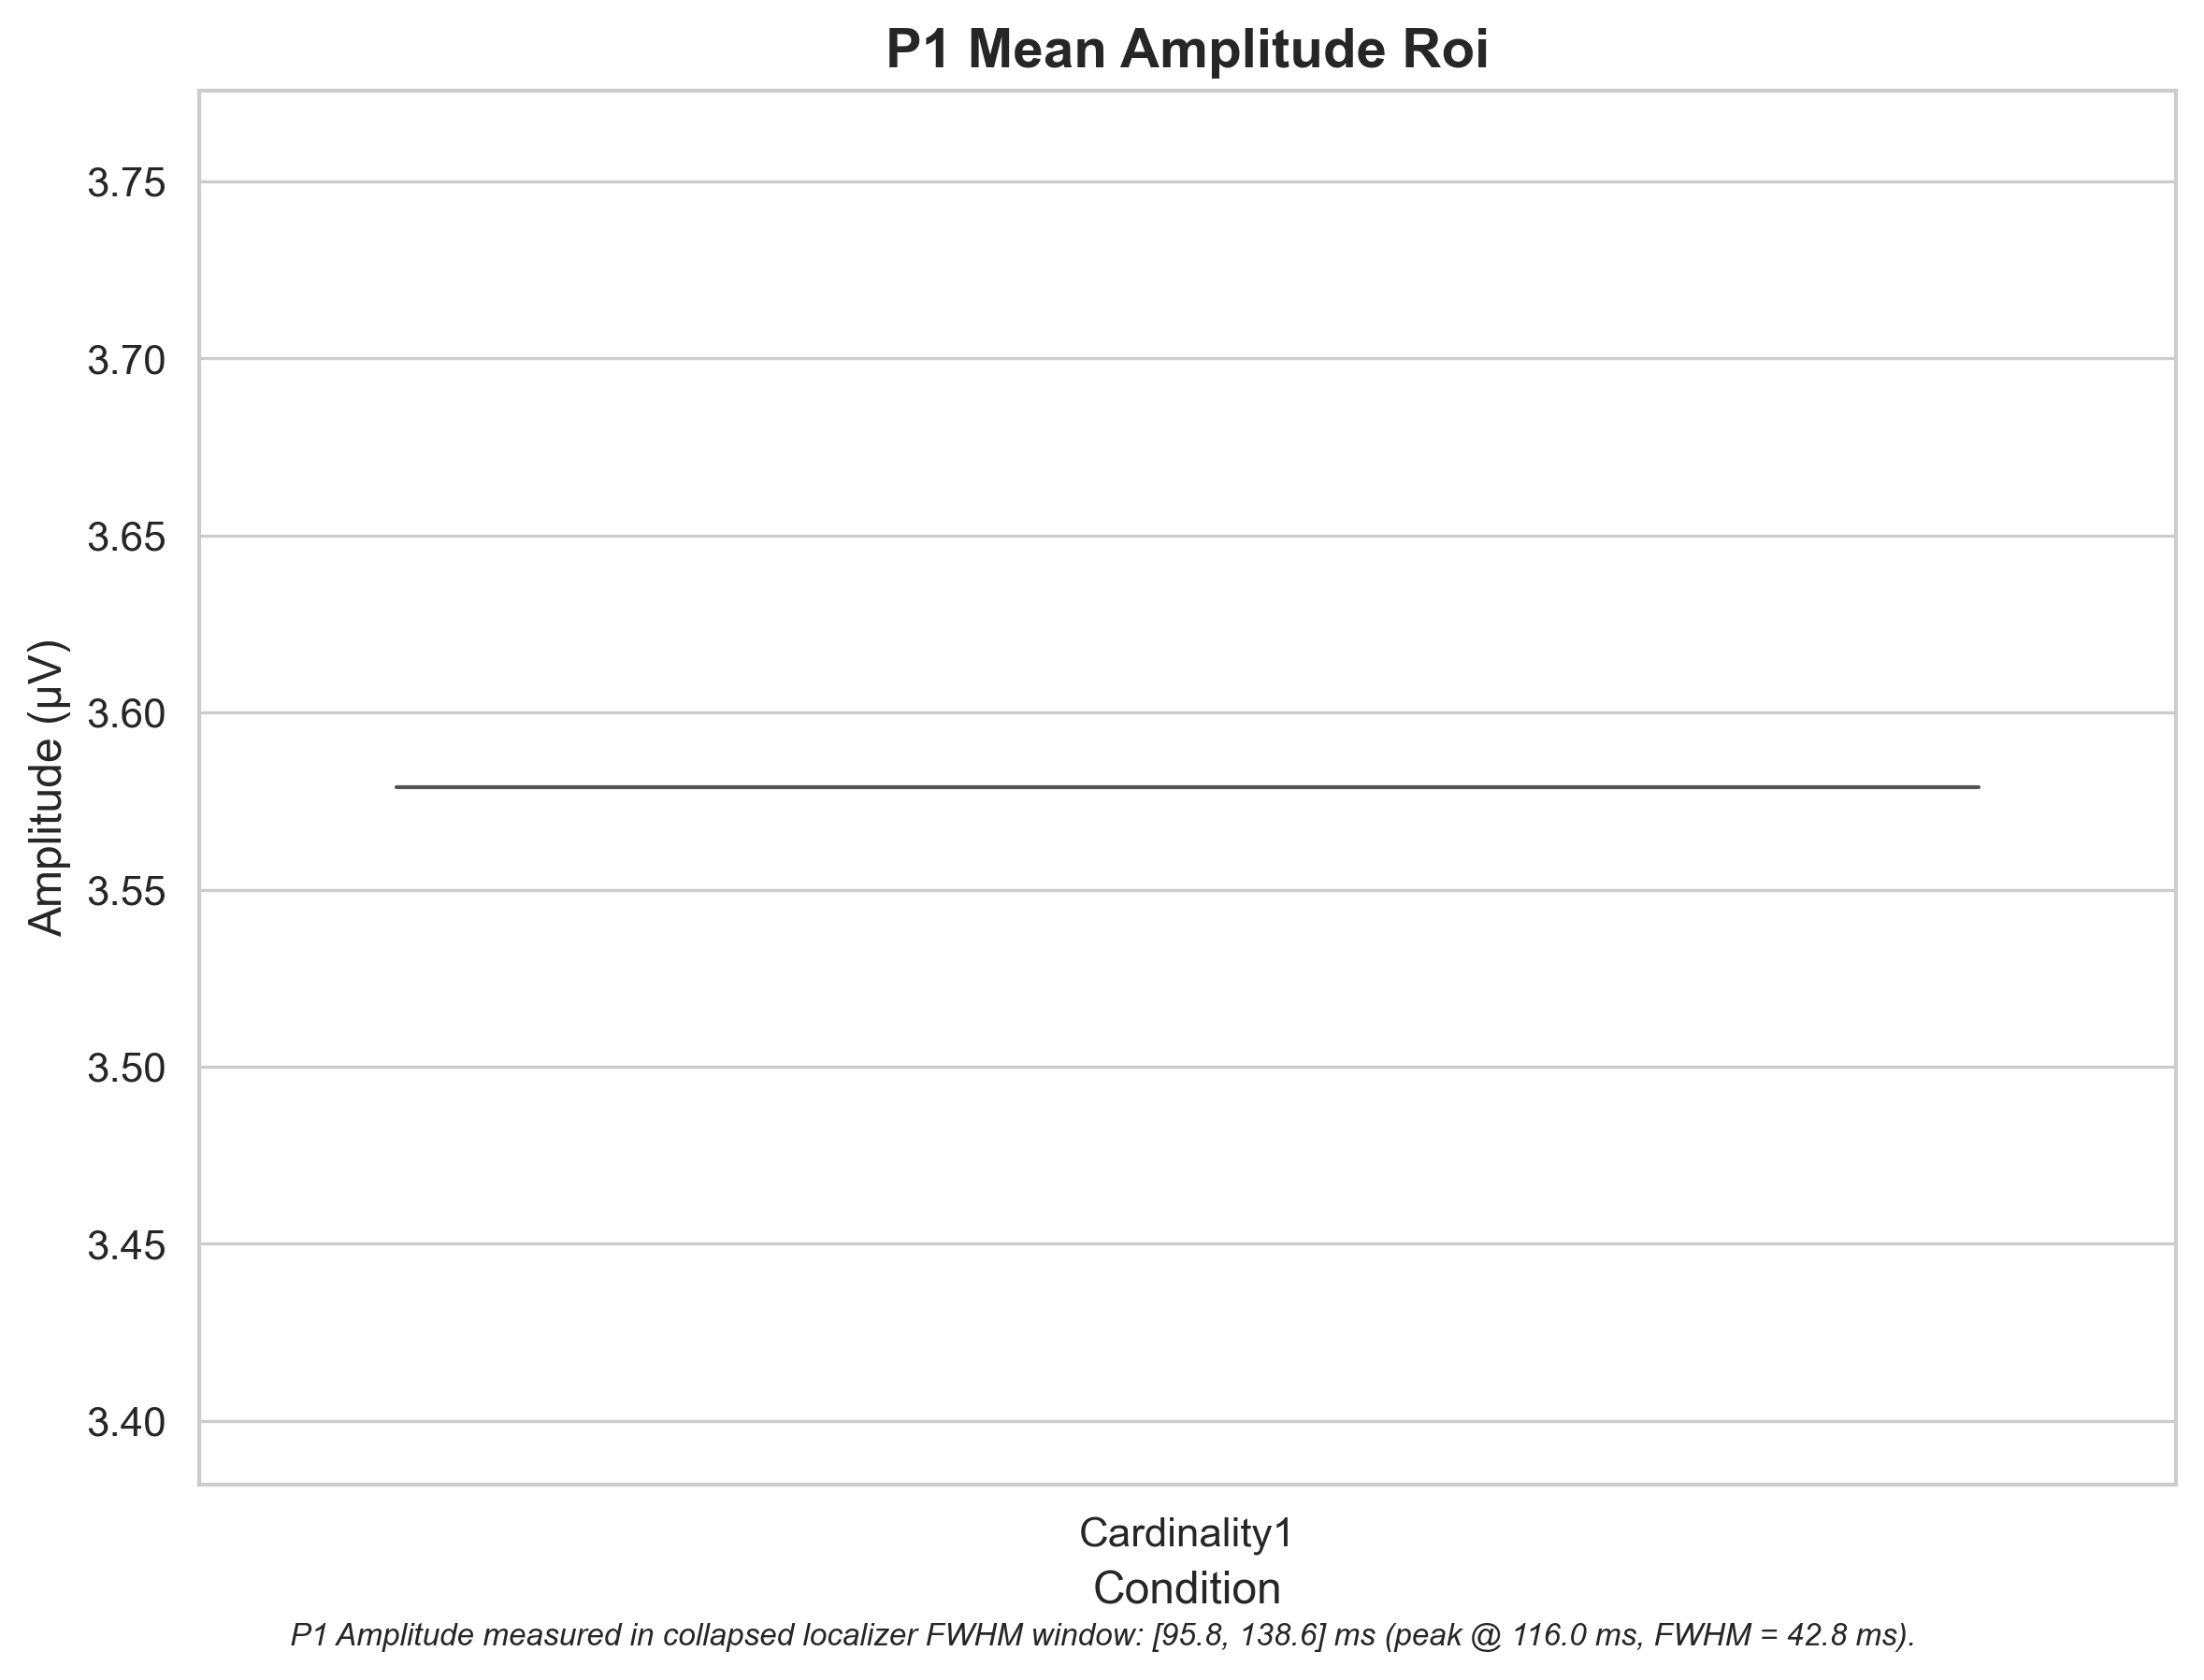 P1 Mean Amplitude Roi
3.75
3.70
3.65
3.60
3.55
3.50
3.45
3.40
Amplitude (µV)
Cardinality1
Condition
P1 Amplitude measured in collapsed localizer FWHM window: [95.8, 138.6] ms (peak @ 116.0 ms, FWHM = 42.8 ms).